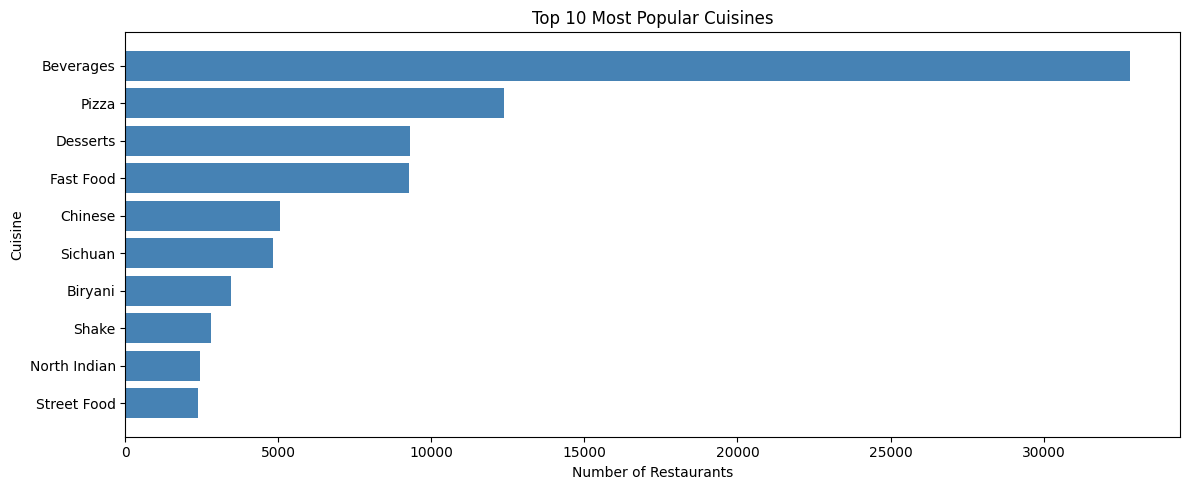 Top 10 Most Popular Cuisines
Cuisine
Beverages
Pizza
Desserts
Fast Food
Chinese
Sichuan
Biryani
Shake
North Indian
Street Food
0 5000 10000 15000 20000 25000 30000
Number of Restaurants